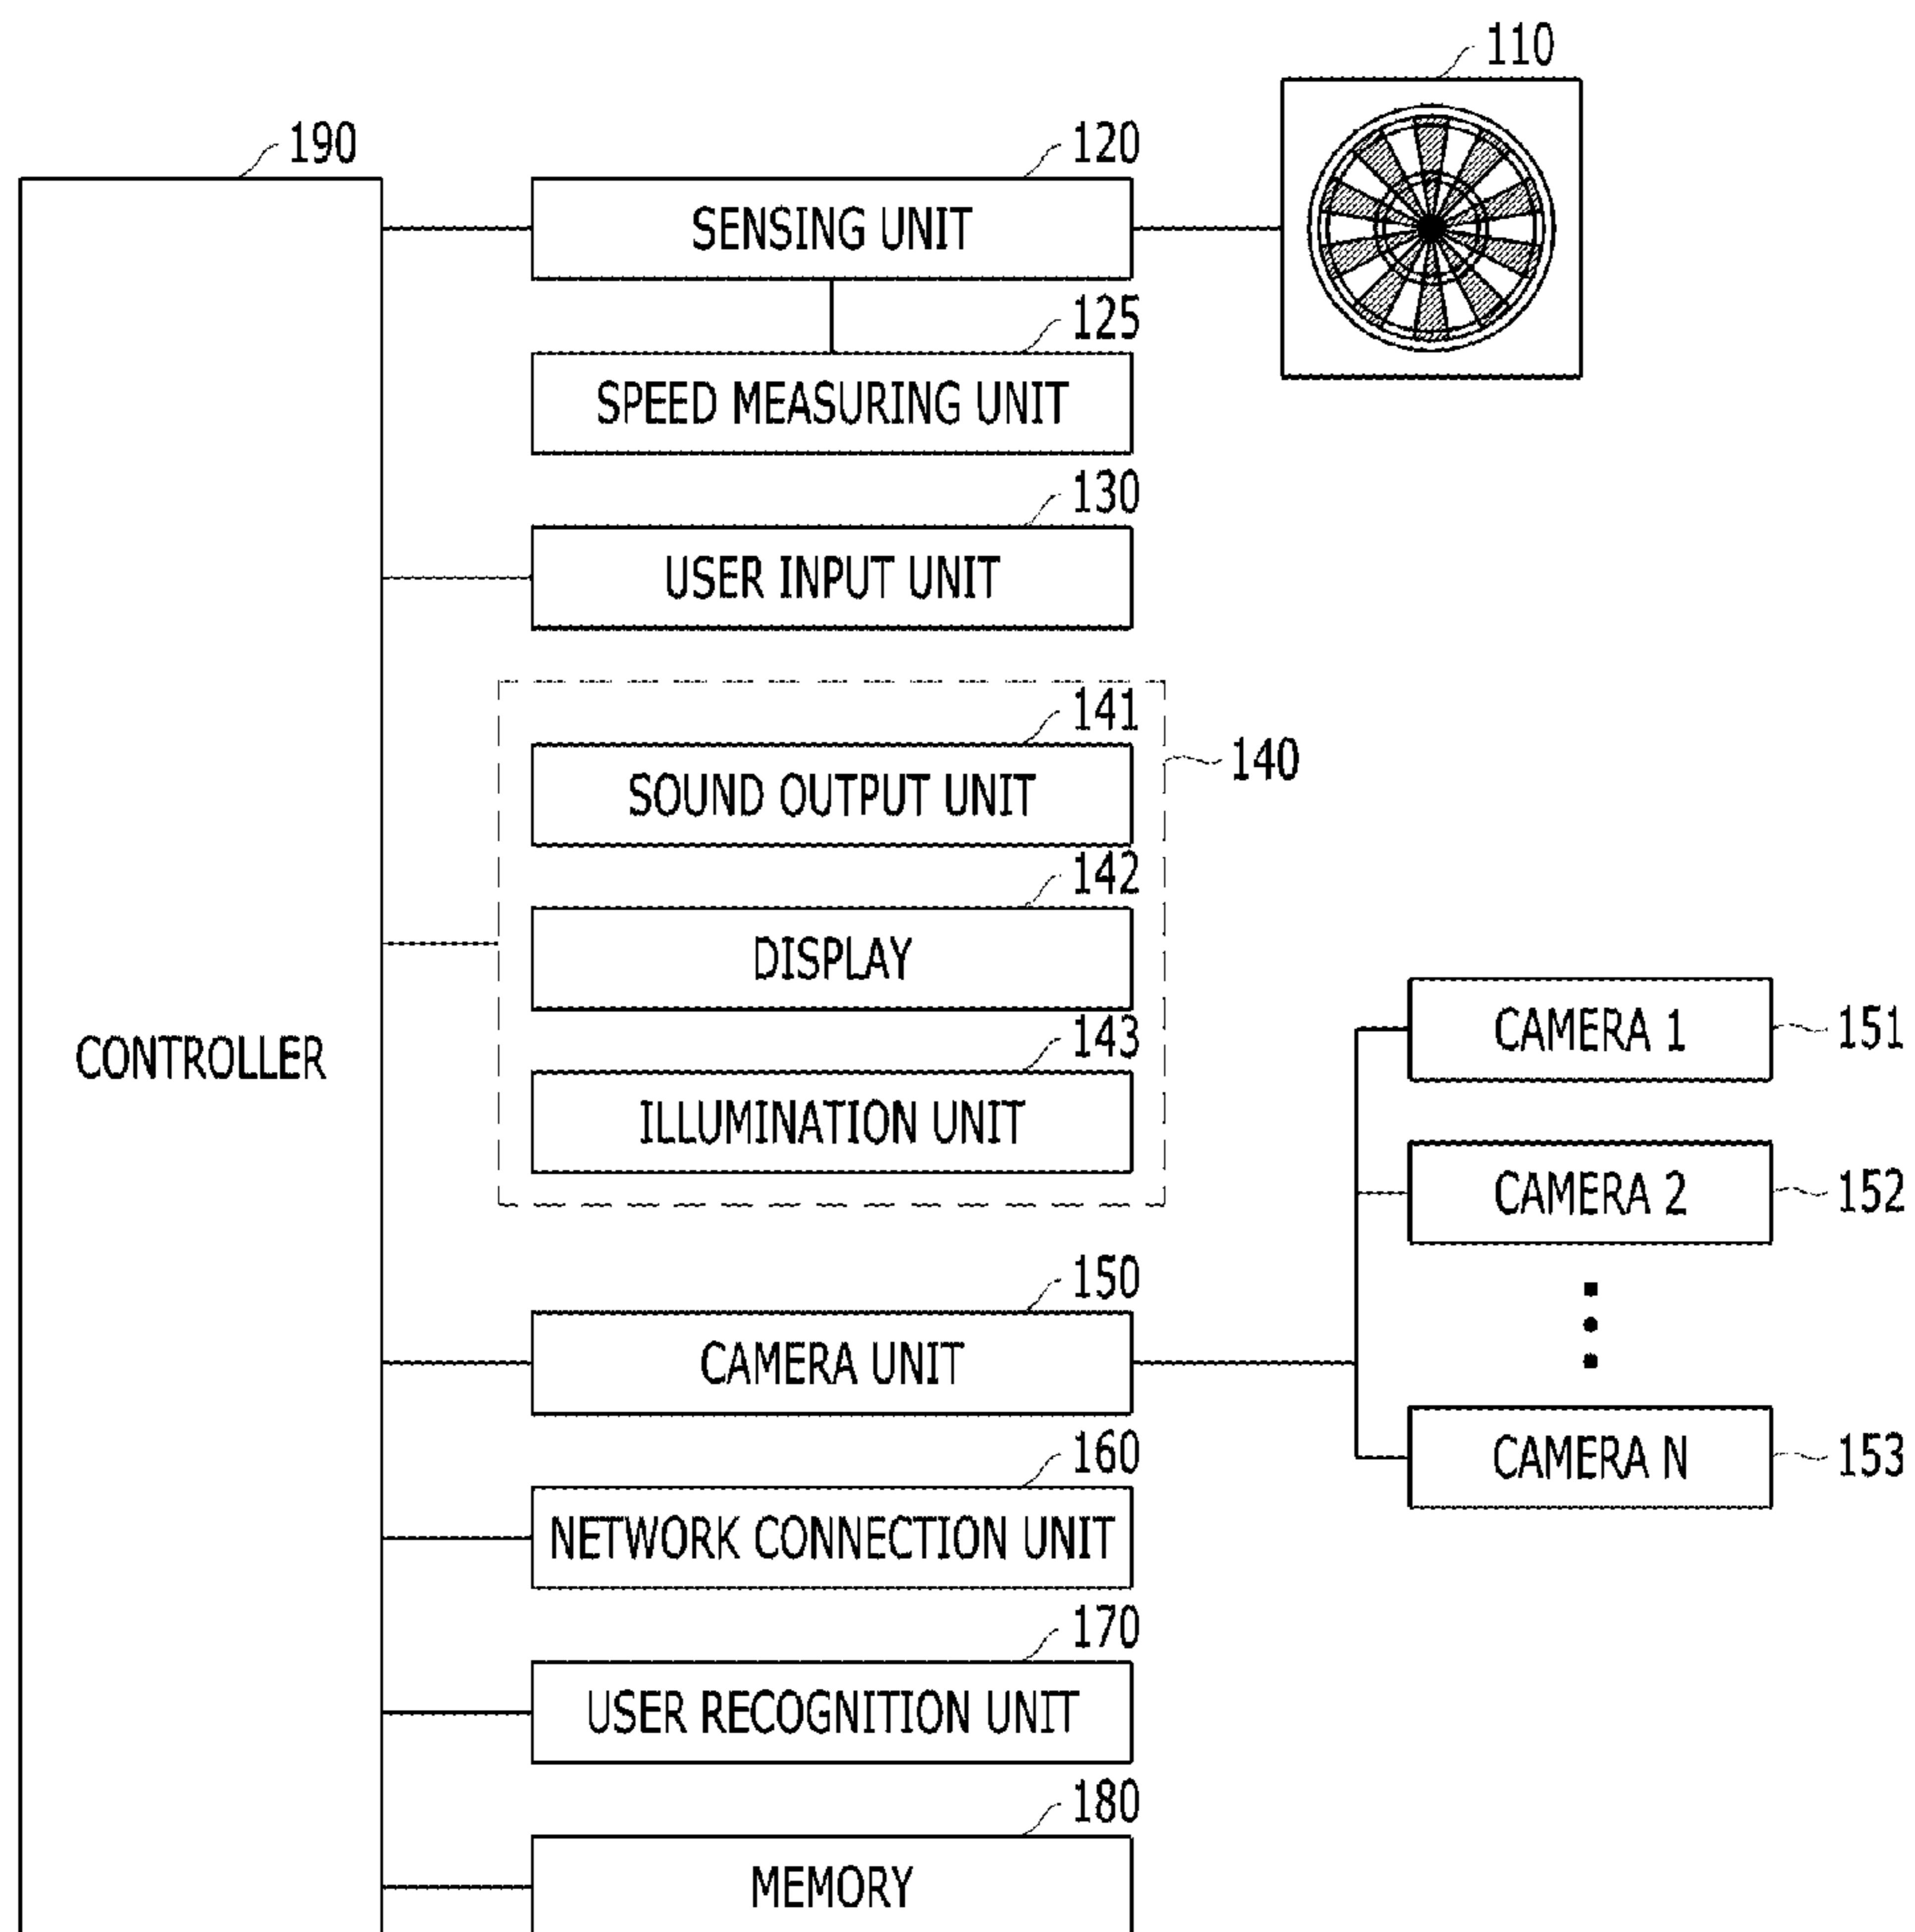 110
190
120
SENSING UNIT
125
SPEED MEASURING UNIT
130
USER INPUT UNIT
141
140
SOUND OUTPUT UNIT
142
DISPLAY
143
ILLUMINATION UNIT
CONTROLLER
CAMERA 1
151
CAMERA 2
152
150
CAMERA UNIT
CAMERA N
153
160
NETWORK CONNECTION UNIT
170
USER RECOGNITION UNIT
180
MEMORY